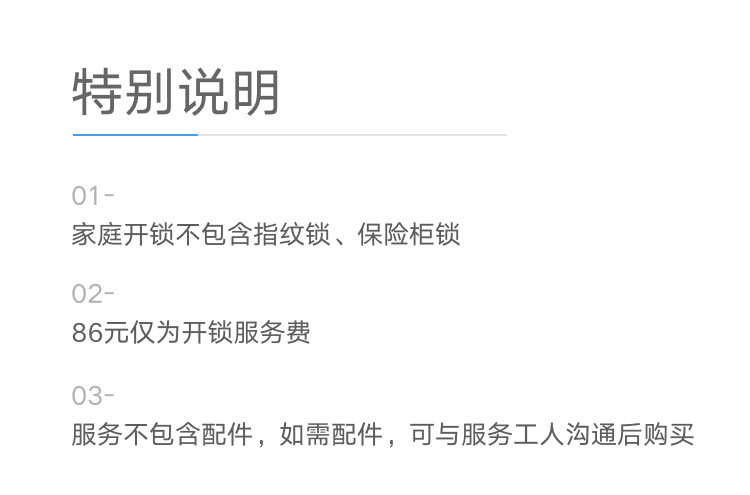 特别说明
01-
家庭开锁不包含指纹锁、保险柜锁
02-
86元仅为开锁服务费
03-
服务不包含配件，如需配件，可与服务工人沟通后购买